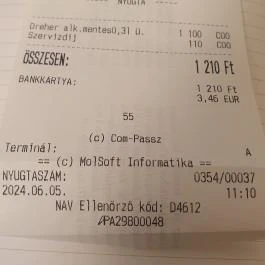 NYUGTA
Dreher alk.mentes0,3l ü. 1 100 C00
Szervizdíj 110 C00
ÖSSZESEN: 1 210 Ft
BANKKÁRTYA: 1 210 Ft
3,46 EUR
55
(c) Com-Passz
Terminál: A
== (c) MolSoft Informatika ==
NYUGTASZÁM: 0354/00037
2024.06.05. 11:10
NAV Ellenőrző kód: D4612
PA29800048